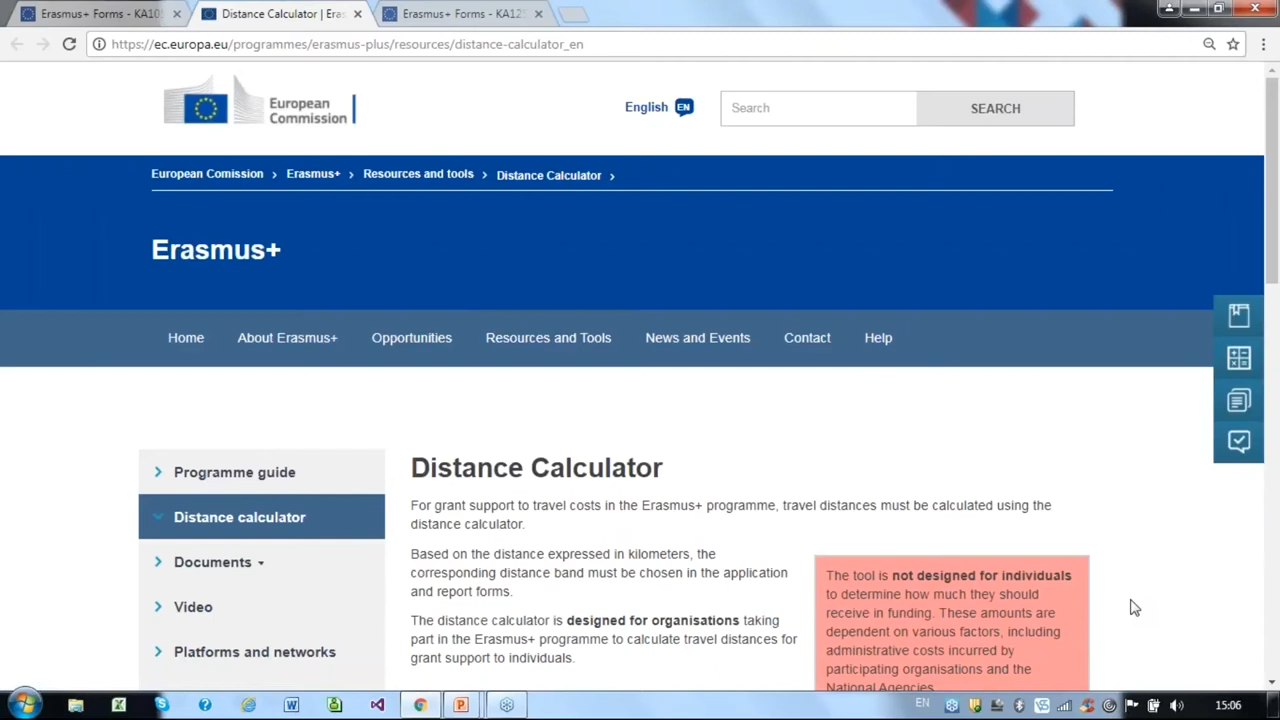 Erasmus+ Forms - KA10
Distance Calculator | Eras
Erasmus+ Forms - KA12
https://ec.europa.eu/programmes/erasmus-plus/resources/distance-calculator_en
European
Commission
English EN
Search
SEARCH
European Comission
Erasmus+
Resources and tools
Distance Calculator
Erasmus+
Home
About Erasmus+
Opportunities
Resources and Tools
News and Events
Contact
Help
Programme guide
Distance calculator
Documents
Video
Platforms and networks
Distance Calculator
For grant support to travel costs in the Erasmus+ programme, travel distances must be calculated using the
distance calculator.
Based on the distance expressed in kilometers, the
corresponding distance band must be chosen in the application
and report forms.
The distance calculator is designed for organisations taking
part in the Erasmus+ programme to calculate travel distances for
grant support to individuals.
The tool is not designed for individuals
to determine how much they should
receive in funding. These amounts are
dependent on various factors, including
administrative costs incurred by
participating organisations and the
National Agencies.
EN
15:06